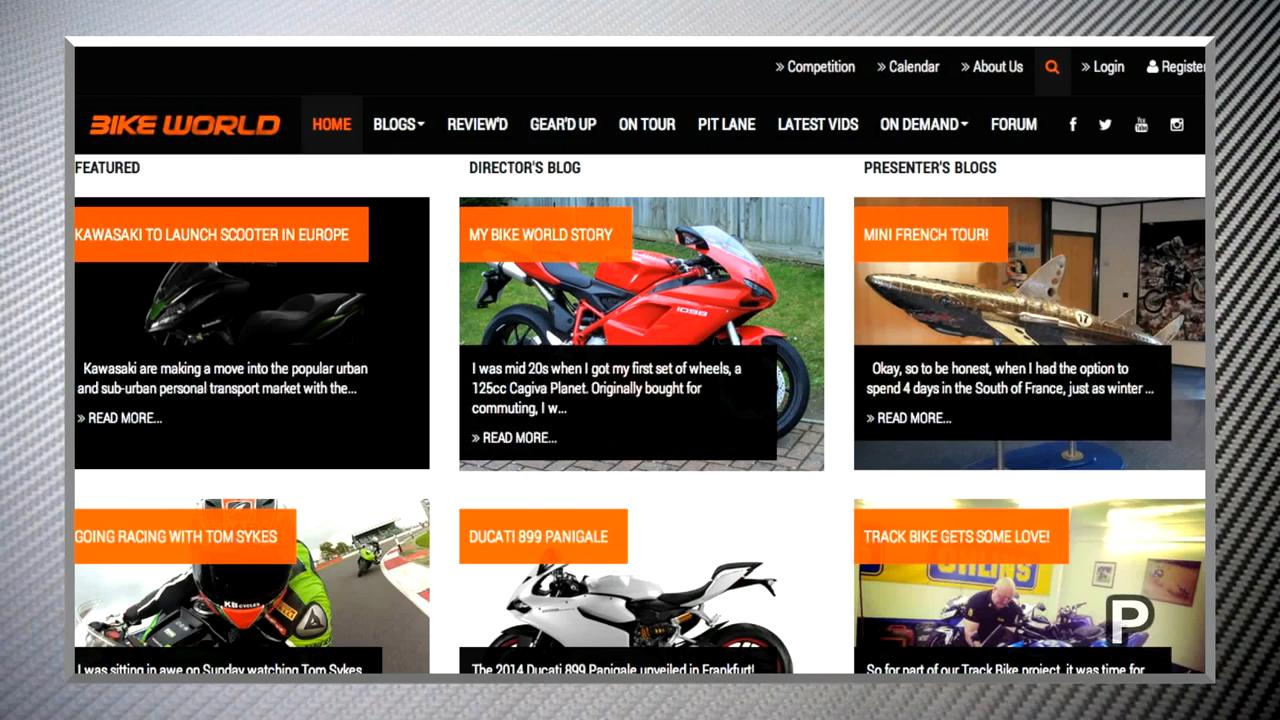 » Competition » Calendar » About Us » Login Register
BIKE WORLD HOME BLOGS REVIEW'D GEAR'D UP ON TOUR PIT LANE LATEST VIDS ON DEMAND FORUM
FEATURED
KAWASAKI TO LAUNCH SCOOTER IN EUROPE
Kawasaki are making a move into the popular urban
and sub-urban personal transport market with the...
» READ MORE...
DIRECTOR'S BLOG
MY BIKE WORLD STORY
1098
I was mid 20s when I got my first set of wheels, a
125cc Cagiva Planet. Originally bought for
commuting, I w...
» READ MORE...
PRESENTER'S BLOGS
MINI FRENCH TOUR!
17
Okay, so to be honest, when I had the option to
spend 4 days in the South of France, just as winter ...
» READ MORE...
GOING RACING WITH TOM SYKES
KB CYCLES
I was sitting in awe on Sunday watching Tom Sykes
DUCATI 899 PANIGALE
The 2014 Ducati 899 Panigale unveiled in Frankfurt!
TRACK BIKE GETS SOME LOVE!
So for part of our Track Bike project, it was time for
P